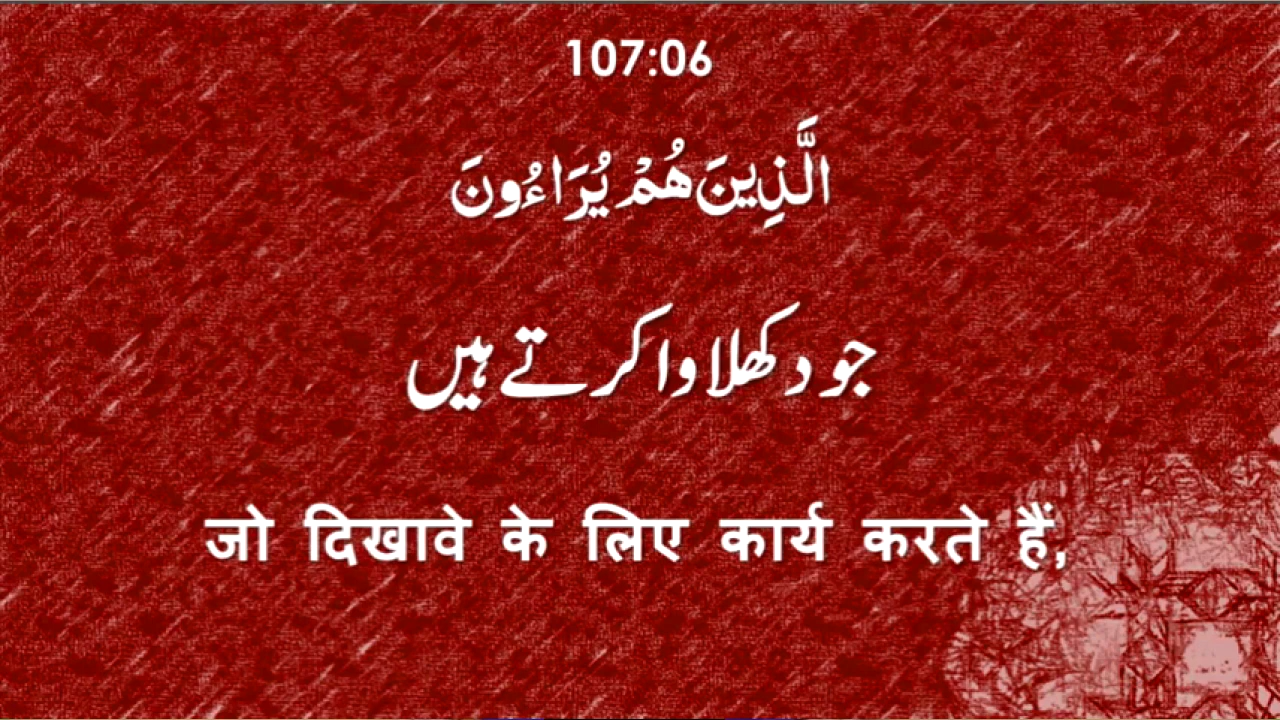 107:06
الَّذِينَ هُمْ يُرَاءُونَ
جو دکھلاوا کرتے ہیں
जो दिखावे के लिए कार्य करते हैं,